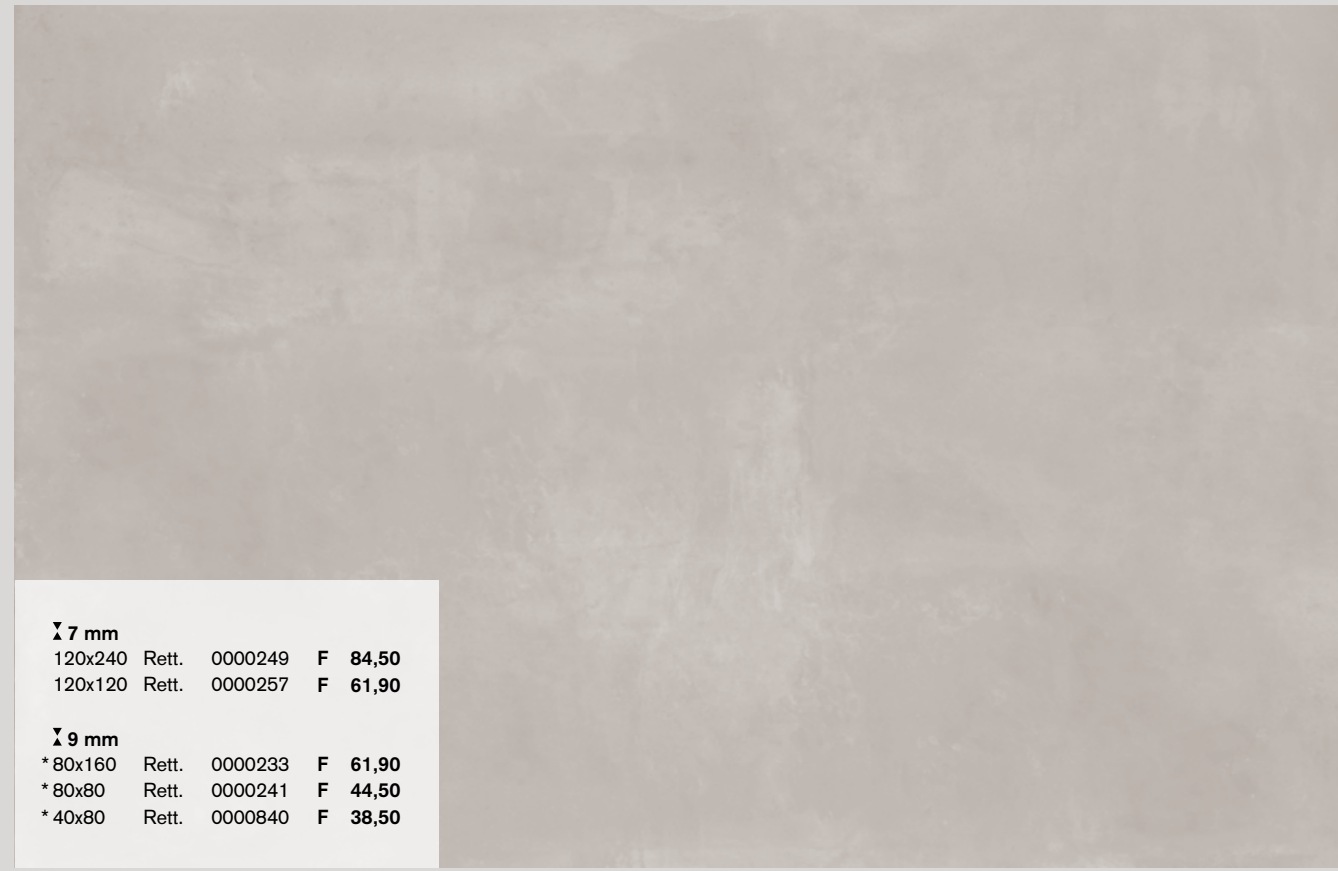 7 mm
120x240 Rett. 0000249 F 84,50
120x120 Rett. 0000257 F 61,90
9 mm
* 80x160 Rett. 0000233 F 61,90
* 80x80 Rett. 0000241 F 44,50
* 40x80 Rett. 0000840 F 38,50